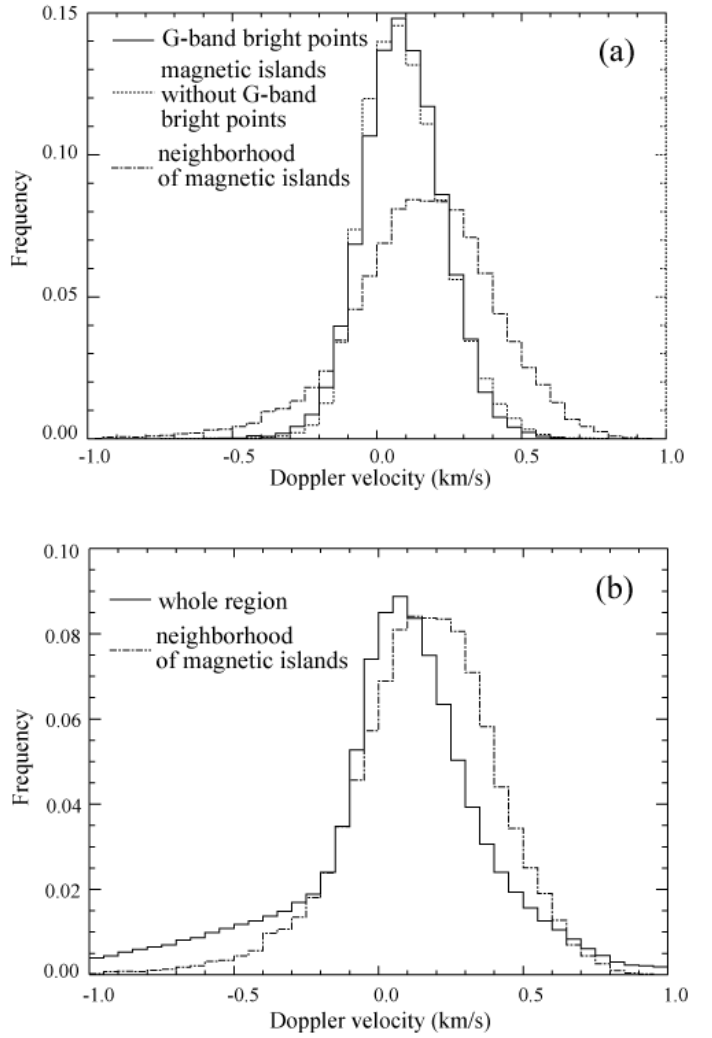 0.15
G-band bright points
(a)
magnetic islands
without G-band
bright points
neighborhood
of magnetic islands
0.10
Frequency
0.05
0.00
-1.0 -0.5 0.0 0.5 1.0
Doppler velocity (km/s)
0.10
(b)
whole region
neighborhood
of magnetic islands
0.08
0.06
Frequency
0.04
0.02
0.00
-1.0 -0.5 0.0 0.5 1.0
Doppler velocity (km/s)